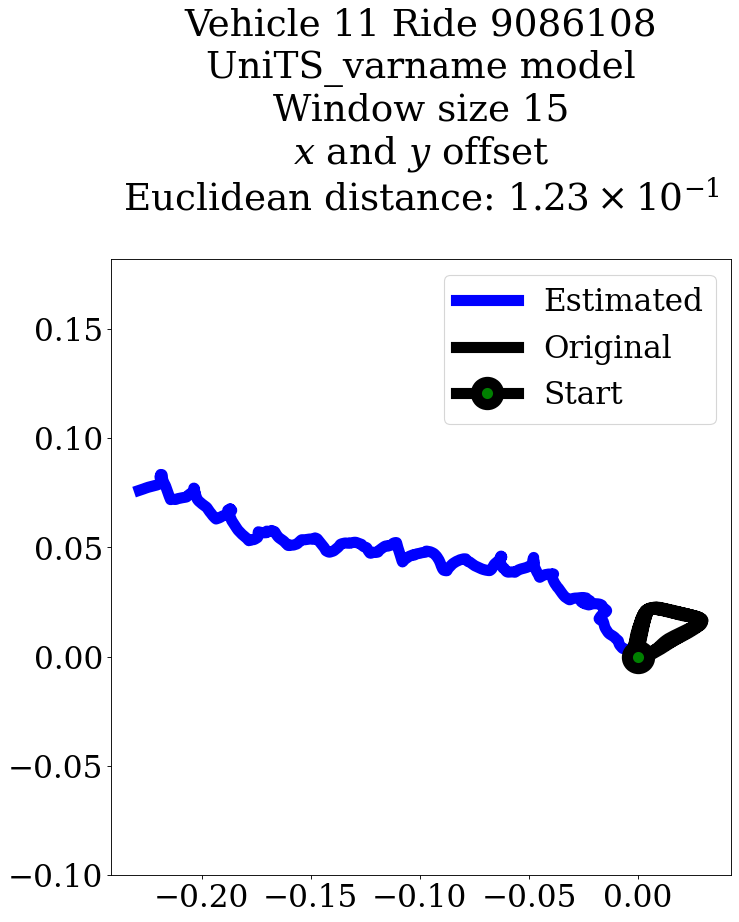 Vehicle 11 Ride 9086108
UniTS_varname model
Window size 15
x and y offset
Euclidean distance: 1.23 × 10⁻¹
Estimated
Original
Start
0.15
0.10
0.05
0.00
−0.05
−0.10
−0.20 −0.15 −0.10 −0.05 0.00